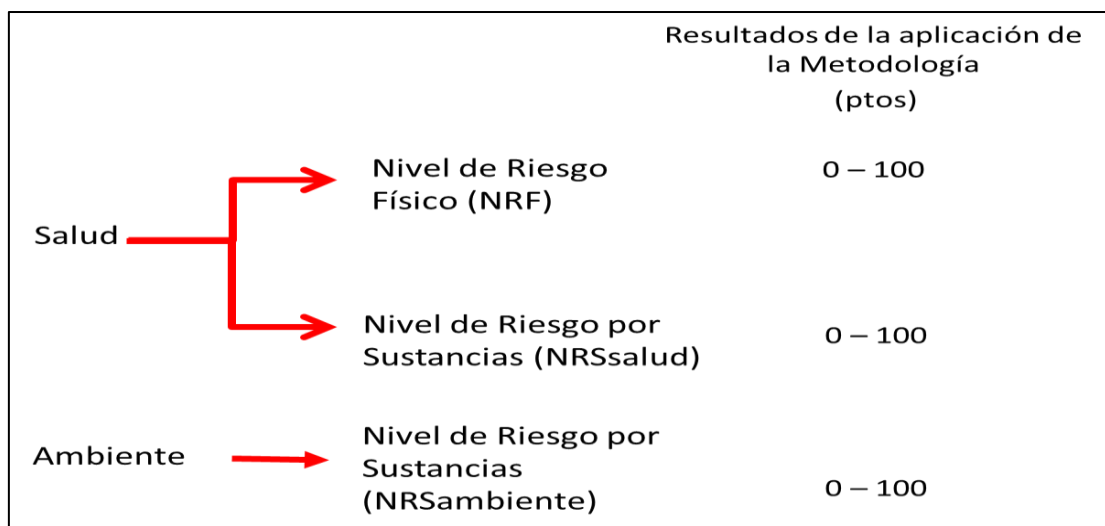 Resultados de la aplicación de
la Metodología
(ptos)
Salud
Nivel de Riesgo
Físico (NRF)
0 – 100
Nivel de Riesgo por
Sustancias (NRSsalud)
0 – 100
Ambiente
Nivel de Riesgo por
Sustancias
(NRSambiente)
0 – 100